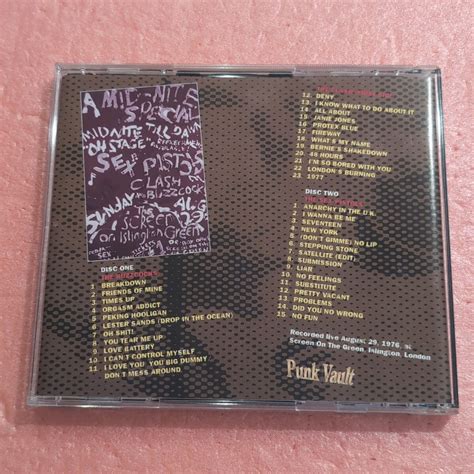 A MIDNITE
SPECIAL
MIDNITE TILL DAWN
"ON STAGE"
SEX PISTOLS
CLASH
BUZZCOCK
SUNDAY AUG
The
SCREEN
on Islington Green
DISC ONE
THE BUZZCOCKS
1 BREAKDOWN
2 FRIENDS OF MINE
3 TIMES UP
4 ORGASM ADDICT
5 PEKING HOOLIGAN
6 LESTER SANDS (DROP IN THE OCEAN)
7 OH SHIT!
8 YOU TEAR ME UP
9 LOVE BATTERY
10 I CAN'T CONTROL MYSELF
11 I LOVE YOU YOU BIG DUMMY
DON'T MESS AROUND
12. DENY
13. I KNOW WHAT TO DO ABOUT IT
14. ALL ABOUT
15 JANIE JONES
16 PROTEX BLUE
17 FIREWAY
18 WHAT'S MY NAME
19 BERNIE'S SHAKEDOWN
20 48 HOURS
21 I'M SO BORED WITH YOU
22 LONDON'S BURNING
23 1977
DISC TWO
THE SEX PISTOLS
1 ANARCHY IN THE U.K.
2 I WANNA BE ME
3 SEVENTEEN
4 NEW YORK
5 (DON'T GIMME) NO LIP
6 STEPPING STONE
7 SATELLITE (EDIT)
8 SUBMISSION
9 LIAR
10 NO FEELINGS
11 SUBSTITUTE
12 PRETTY VACANT
13 PROBLEMS
14 DID YOU NO WRONG
15 NO FUN
Recorded live August 29, 1976,
Screen On The Green, Islington, London
Punk Vault